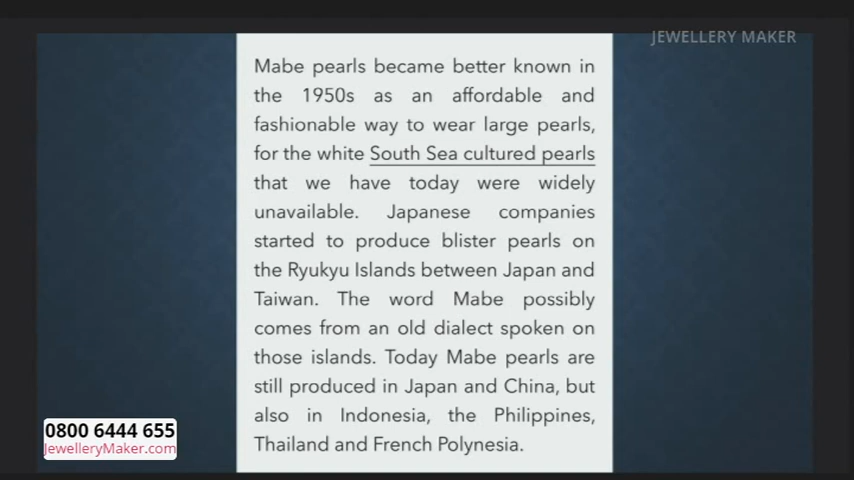 JEWELLERY MAKER
Mabe pearls became better known in
the 1950s as an affordable and
fashionable way to wear large pearls,
for the white South Sea cultured pearls
that we have today were widely
unavailable. Japanese companies
started to produce blister pearls on
the Ryukyu Islands between Japan and
Taiwan. The word Mabe possibly
comes from an old dialect spoken on
those islands. Today Mabe pearls are
still produced in Japan and China, but
also in Indonesia, the Philippines,
Thailand and French Polynesia.
0800 6444 655
JewelleryMaker.com